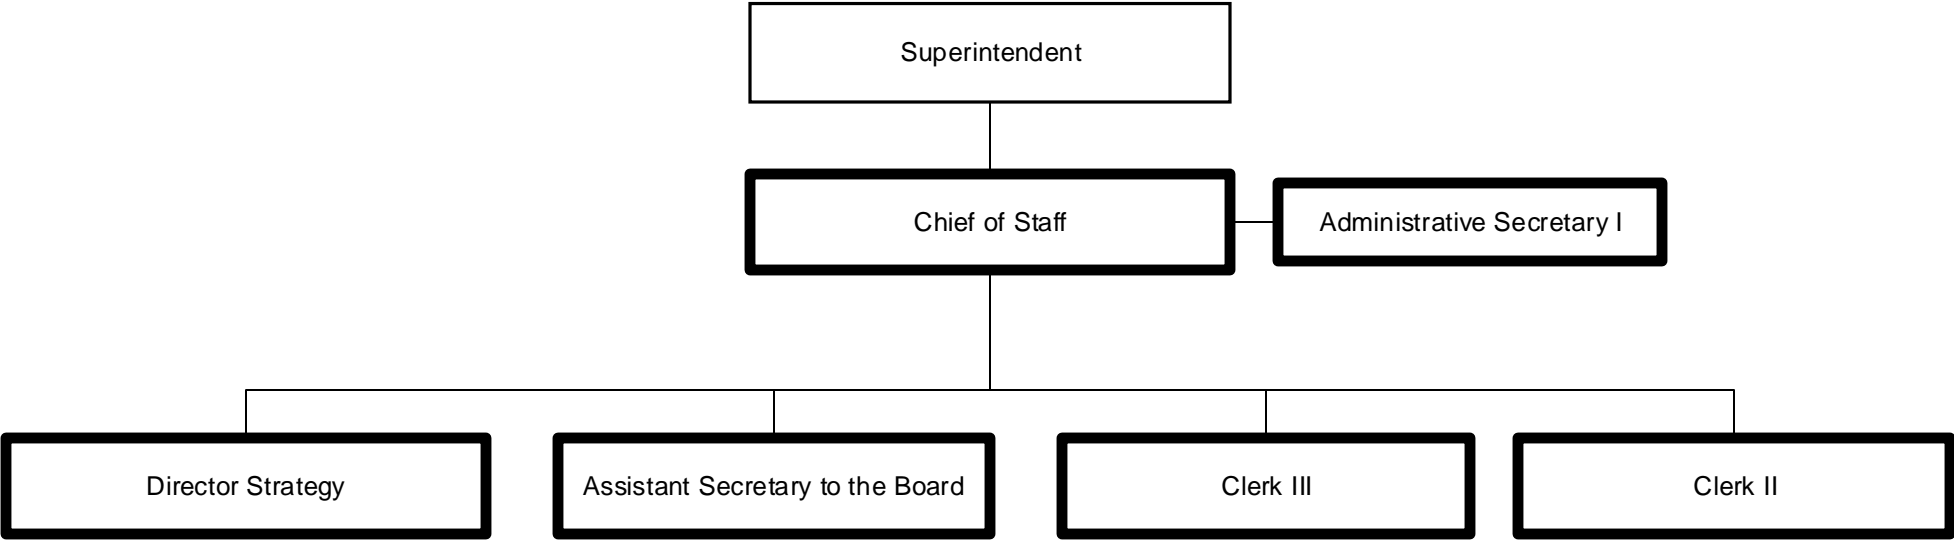 Superintendent
Chief of Staff
Administrative Secretary I
Director Strategy
Assistant Secretary to the Board
Clerk III
Clerk II